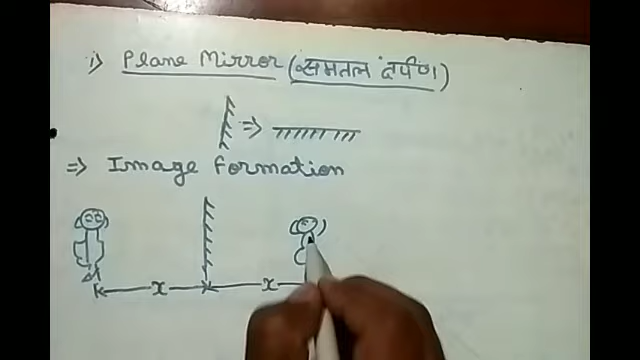 i) Plane Mirror (समतल दर्पण)
=> Image formation
x x